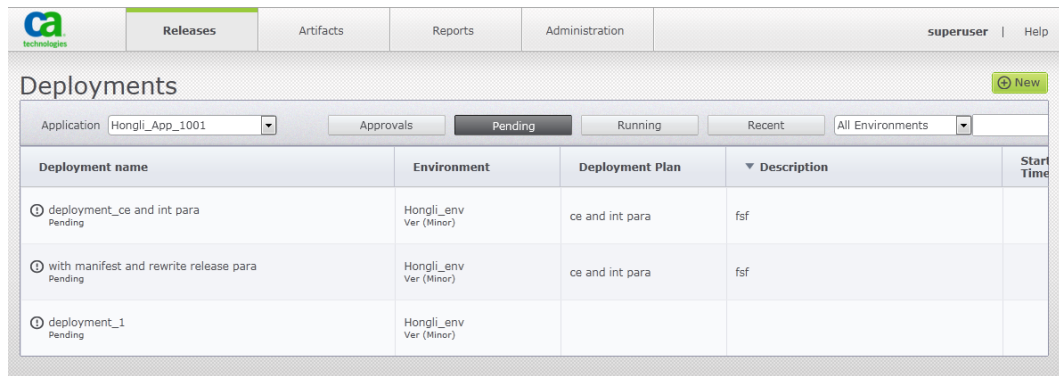 ca
technologies
Releases
Artifacts
Reports
Administration
superuser | Help
Deployments
New
Application Hongli_App_1001
Approvals
Pending
Running
Recent
All Environments
Deployment name
Environment
Deployment Plan
Description
Start
Time
deployment_ce and int para
Pending
Hongli_env
Ver (Minor)
ce and int para
fsf
with manifest and rewrite release para
Pending
Hongli_env
Ver (Minor)
ce and int para
fsf
deployment_1
Pending
Hongli_env
Ver (Minor)